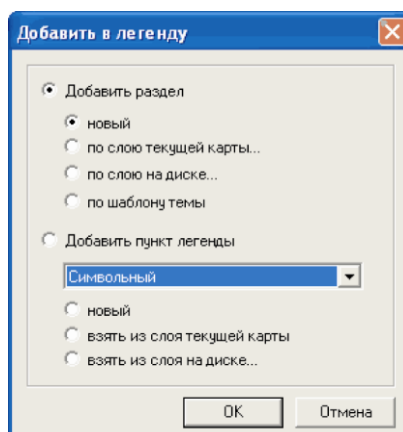 Добавить в легенду
Добавить раздел
новый
по слою текущей карты...
по слою на диске...
по шаблону темы
Добавить пункт легенды
Символьный
новый
взять из слоя текущей карты
взять из слоя на диске...
OK Отмена